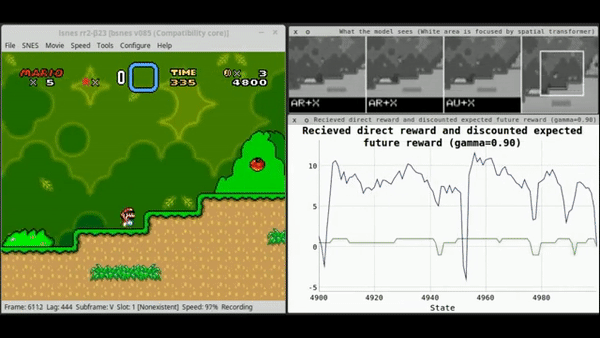 lsnes rr2-β23 [bsnes v085 (Compatibility core)]
File SNES Movie Speed Tools Configure Help
MARIO 0 TIME 3
x 5 x 335 4800
Frame: 6112 Lag: 444 Subframe: V Slot: 1 [Nonexistent] Speed: 97% Recording
x o What the model sees (White area is focused by spatial transformer)
AR+X AR+X AU+X
x o Recieved direct reward and discounted expected future reward (gamma=0.90)
Recieved direct reward and discounted expected
future reward (gamma=0.90)
10
5
0
-5
4900 4920 4940 4960 4980
State